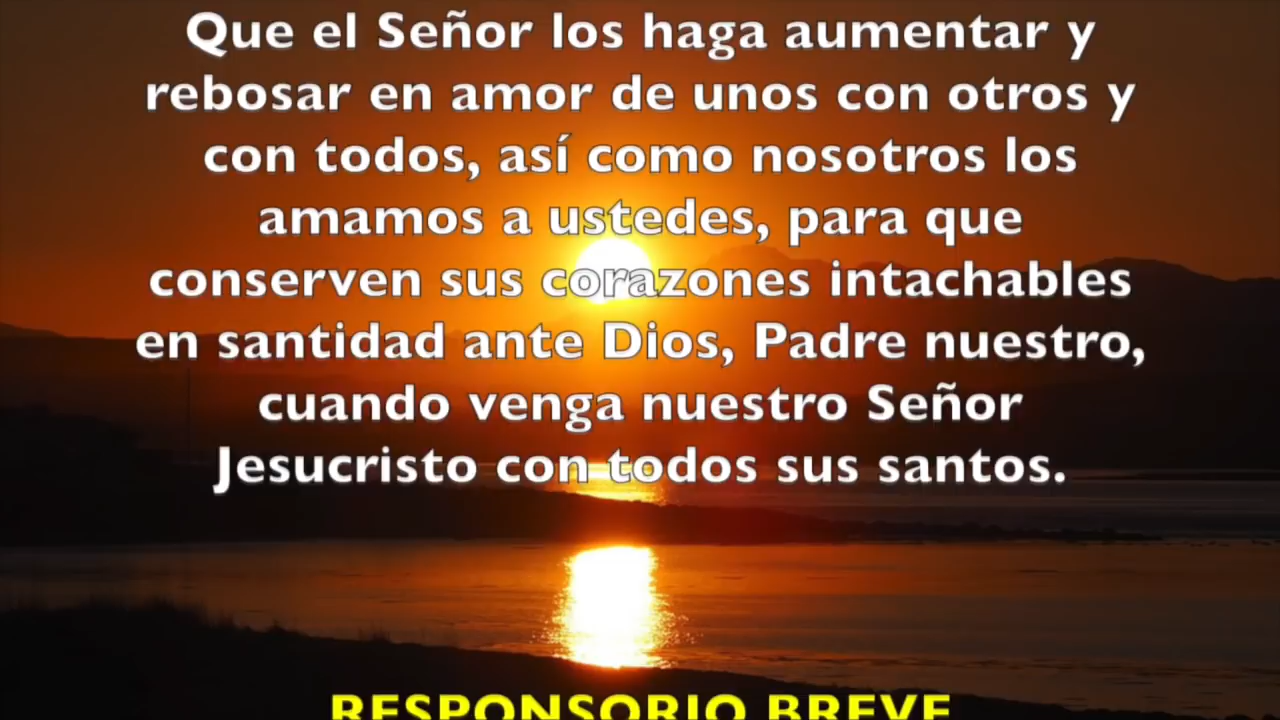 Que el Señor los haga aumentar y
rebosar en amor de unos con otros y
con todos, así como nosotros los
amamos a ustedes, para que
conserven sus corazones intachables
en santidad ante Dios, Padre nuestro,
cuando venga nuestro Señor
Jesucristo con todos sus santos.
RESPONSORIO BREVE